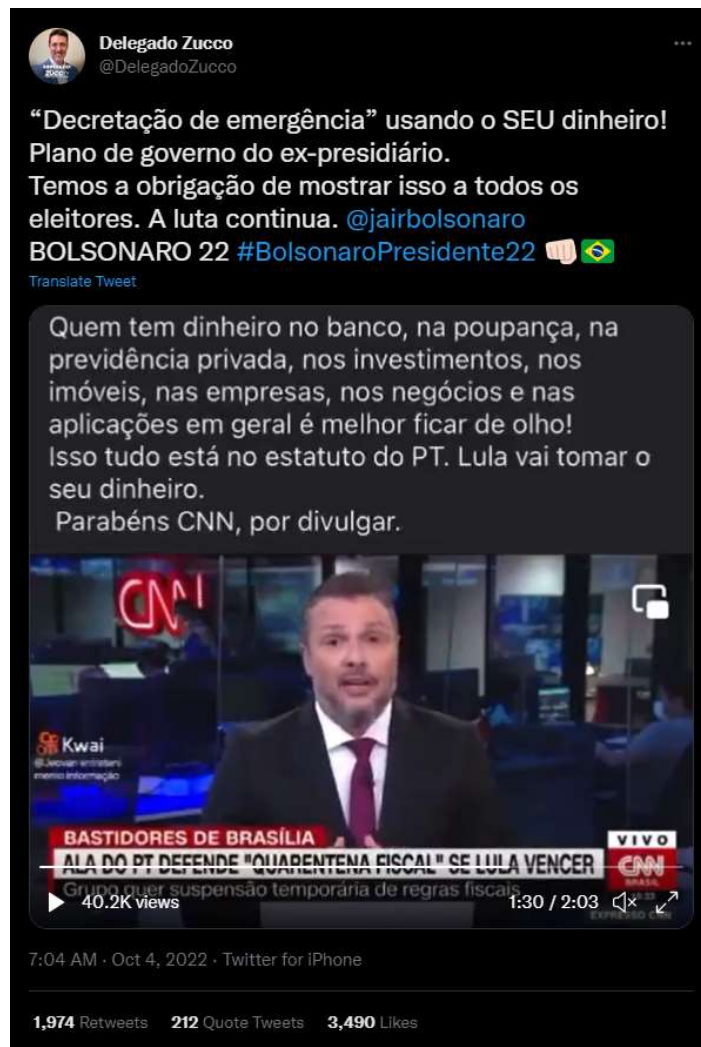 Delegado Zucco
@DelegadoZucco
“Decretação de emergência” usando o SEU dinheiro!
Plano de governo do ex-presidiário.
Temos a obrigação de mostrar isso a todos os
eleitores. A luta continua. @jairbolsonaro
BOLSONARO 22 #BolsonaroPresidente22
Translate Tweet
Quem tem dinheiro no banco, na poupança, na
previdência privada, nos investimentos, nos
imóveis, nas empresas, nos negócios e nas
aplicações em geral é melhor ficar de olho!
Isso tudo está no estatuto do PT. Lula vai tomar o
seu dinheiro.
Parabéns CNN, por divulgar.
CNN
Kwai
BASTIDORES DE BRASÍLIA
VIVO
ALA DO PT DEFENDE "QUARENTENA FISCAL" SE LULA VENCER
CNN
BRASIL
Grupo quer suspensão temporária de regras fiscais
40.2K views
1:30 / 2:03
EXPRESSO CNN
7:04 AM · Oct 4, 2022 · Twitter for iPhone
1,974 Retweets 212 Quote Tweets 3,490 Likes